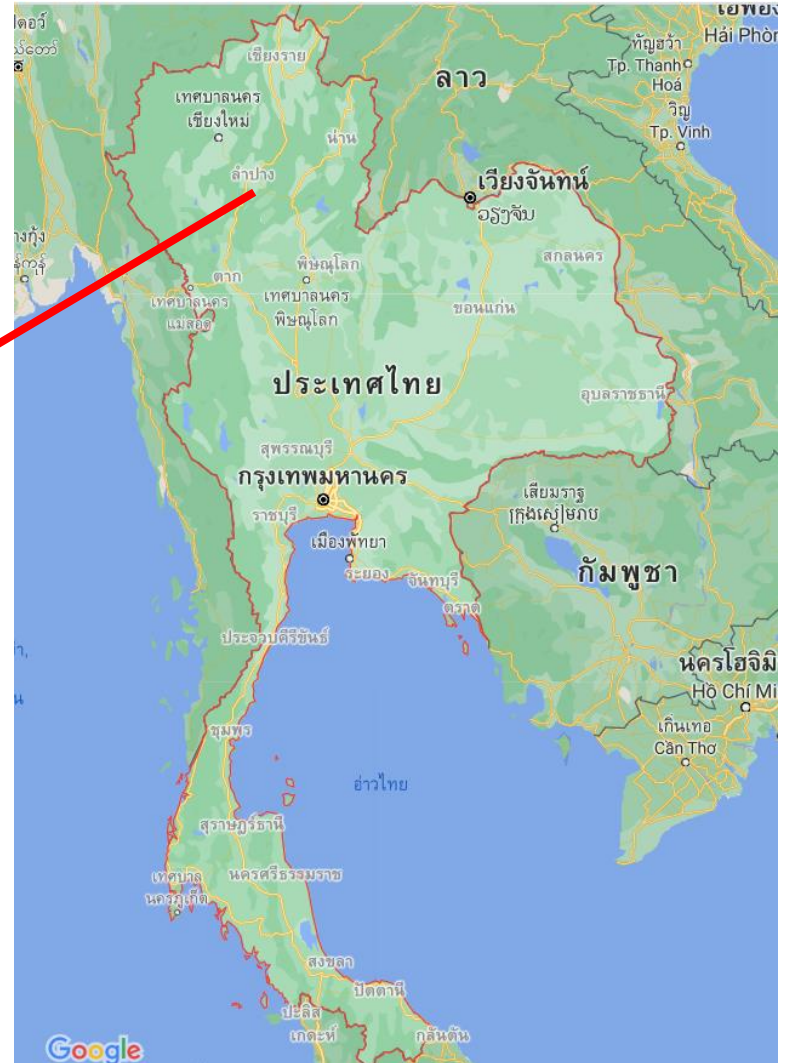 เชียงราย
ลาว
ทัญฮว้า
Tp. Thanh
Hoá
Hải Phòn
วิญ
Tp. Vinh
เทศบาลนคร
เชียงใหม่
น่าน
ลำปาง
เวียงจันทน์
ວຽງຈັນ
สกลนคร
ตาก
พิษณุโลก
เทศบาลนคร
แม่สอด
เทศบาลนคร
พิษณุโลก
ขอนแก่น
ประเทศไทย
อุบลราชธานี
สุพรรณบุรี
กรุงเทพมหานคร
ราชบุรี
เมืองพัทยา
ระยอง
จันทบุรี
ตราด
เสียมราฐ
ក្រុងសៀមរាប
กัมพูชา
ประจวบคีรีขันธ์
นครโฮจิมิ
Hồ Chí Mi
เกิ่นเทอ
Cần Thơ
ชุมพร
อ่าวไทย
สุราษฎร์ธานี
เทศบาล
นครภูเก็ต
นครศรีธรรมราช
สงขลา
ปัตตานี
ปะลิส
เกดะห์
กลันตัน
Google